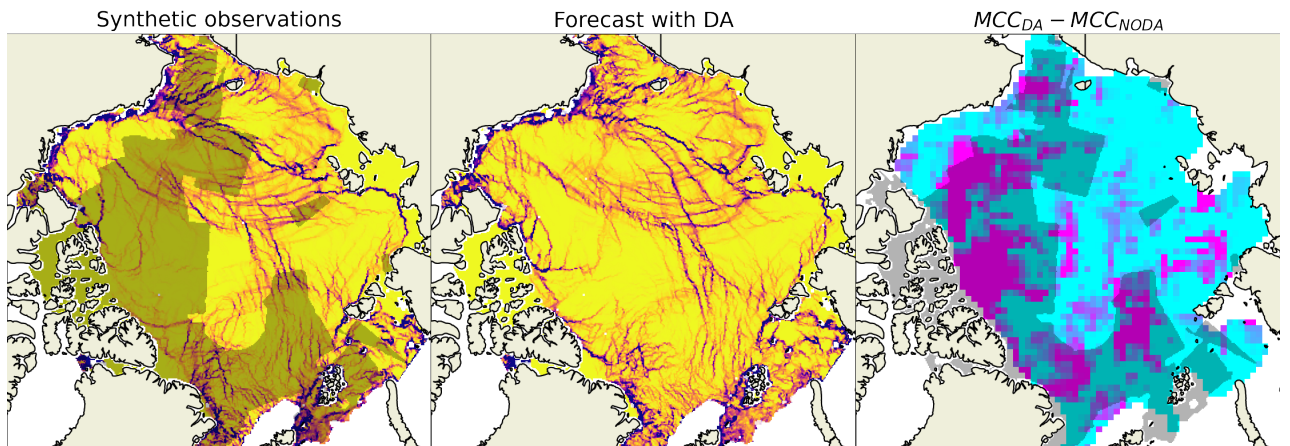 Synthetic observations
Forecast with DA
MCC_DA − MCC_NODA